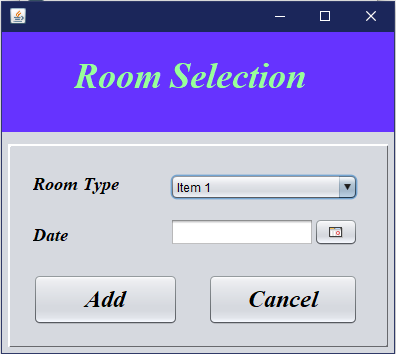 Room Selection
Room Type
Item 1
Date
Add
Cancel